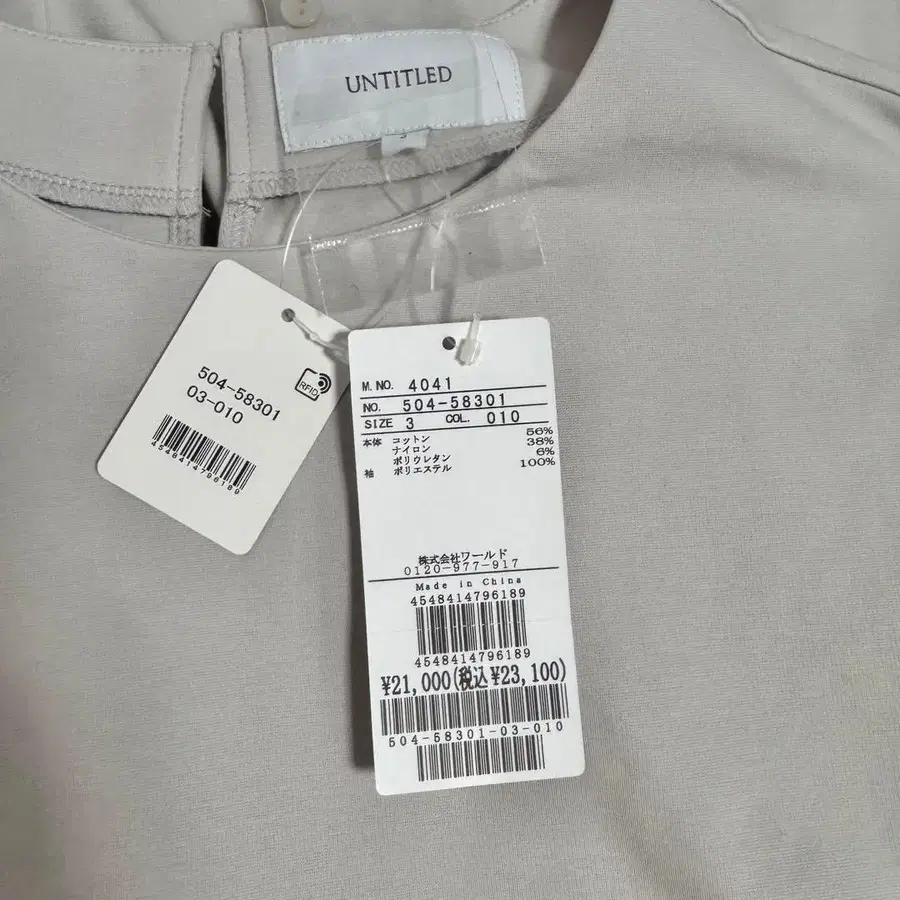 UNTITLED
3
504-58301
03-010
RFID
4548414796189
M. NO. 4041
NO. 504-58301
SIZE 3 COL. 010
本体 コットン 56%
ナイロン 38%
ポリウレタン 6%
袖 ポリエステル 100%
株式会社ワールド
0120-977-917
Made in China
4548414796189
4548414796189
¥21,000(税込¥23,100)
504-58301-03-010